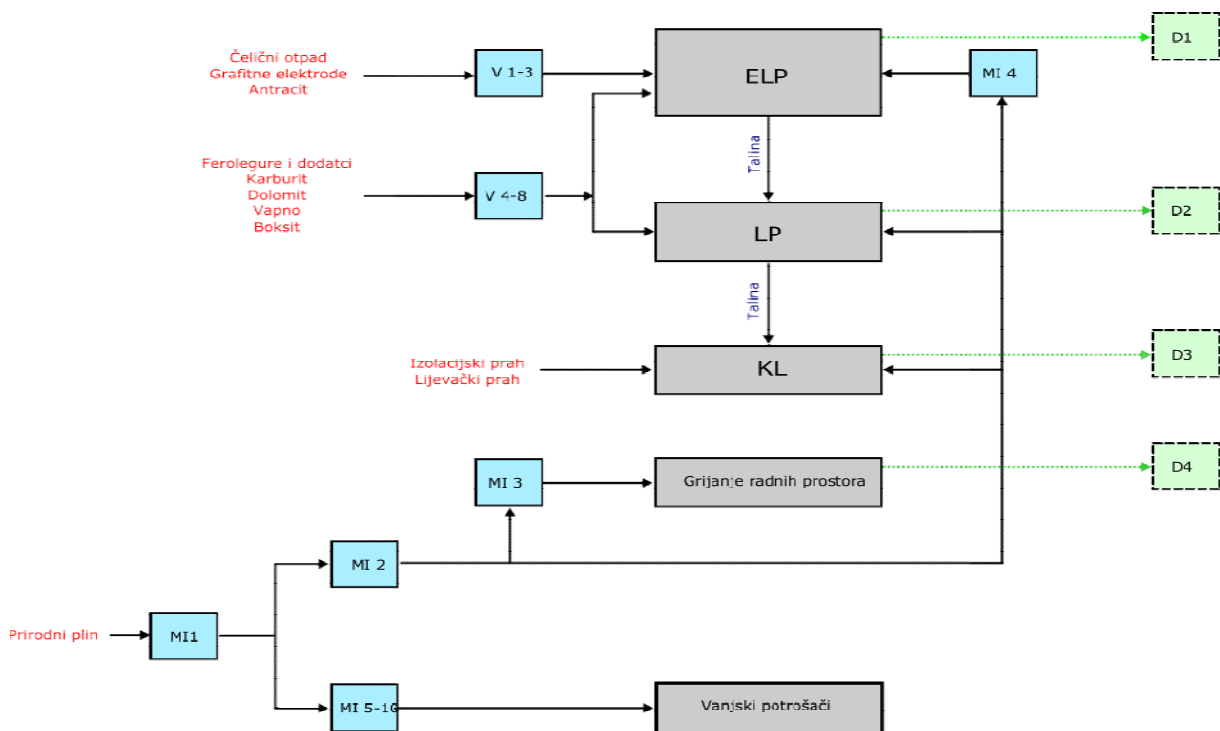 Čelični otpad
Grafitne elektrode
Antracit
V 1-3
ELP
MI 4
D1
Talina
Ferolegure i dodatci
Karburit
Dolomit
Vapno
Boksit
V 4-8
LP
D2
Talina
Izolacijski prah
Lijevački prah
KL
D3
MI 3
Grijanje radnih prostora
D4
MI 2
Prirodni plin
MI1
MI 5-10
Vanjski potrošači